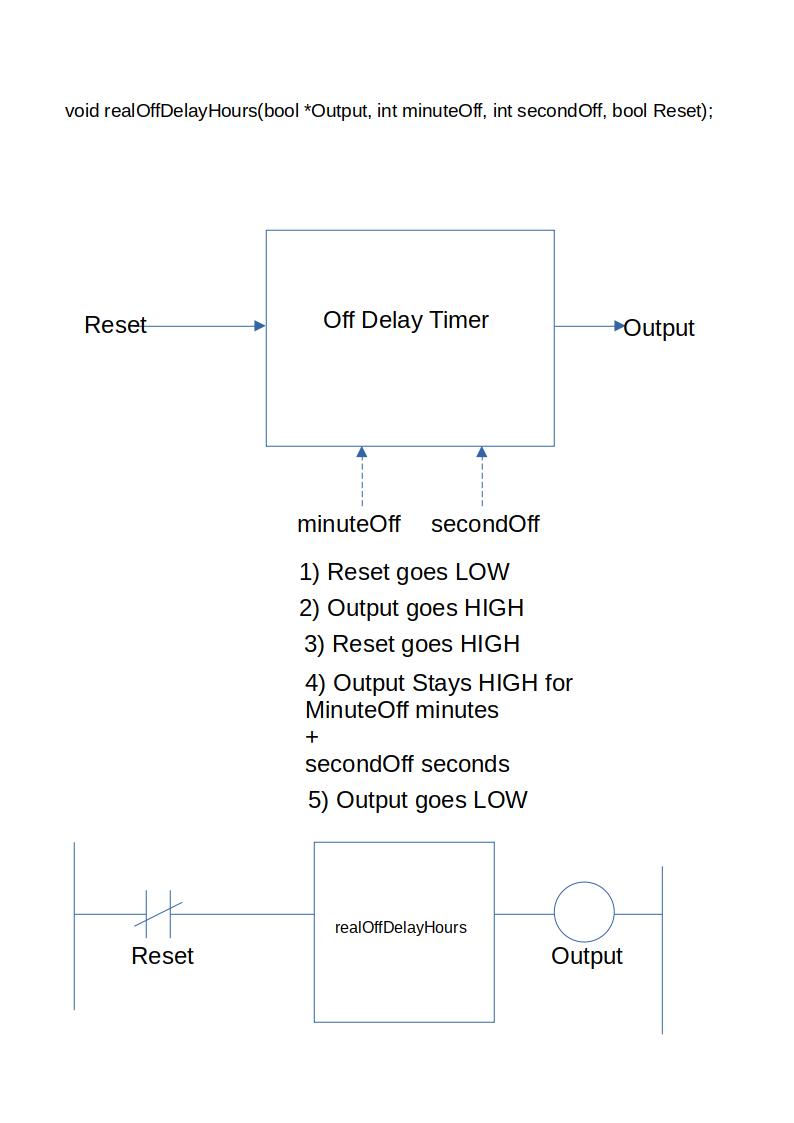 void realOffDelayHours(bool *Output, int minuteOff, int secondOff, bool Reset);
Reset
Off Delay Timer
Output
minuteOff
secondOff
1) Reset goes LOW
2) Output goes HIGH
3) Reset goes HIGH
4) Output Stays HIGH for
MinuteOff minutes
+
secondOff seconds
5) Output goes LOW
realOffDelayHours
Reset
Output